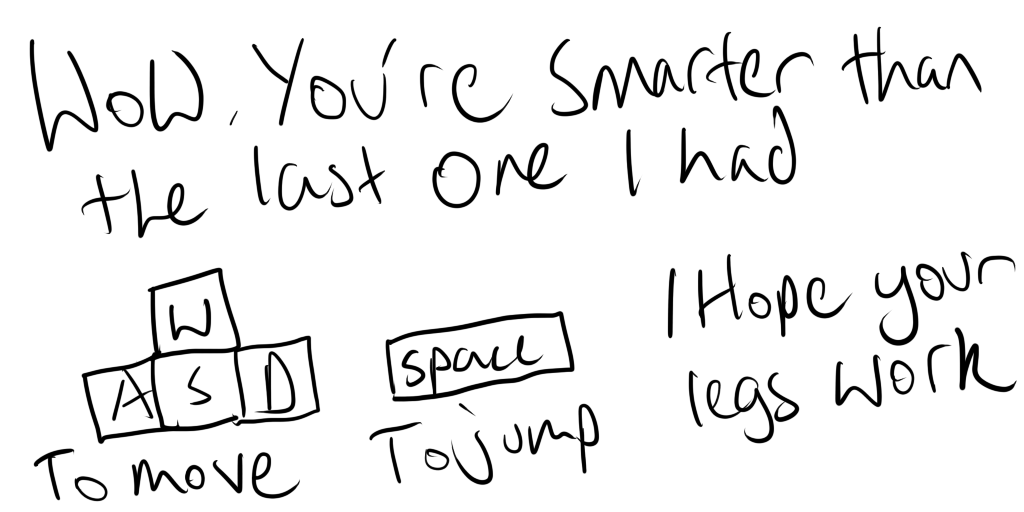 WoW. You're Smarter than
the last one I had
W
A S D
To move
space
To jump
I Hope your
legs work